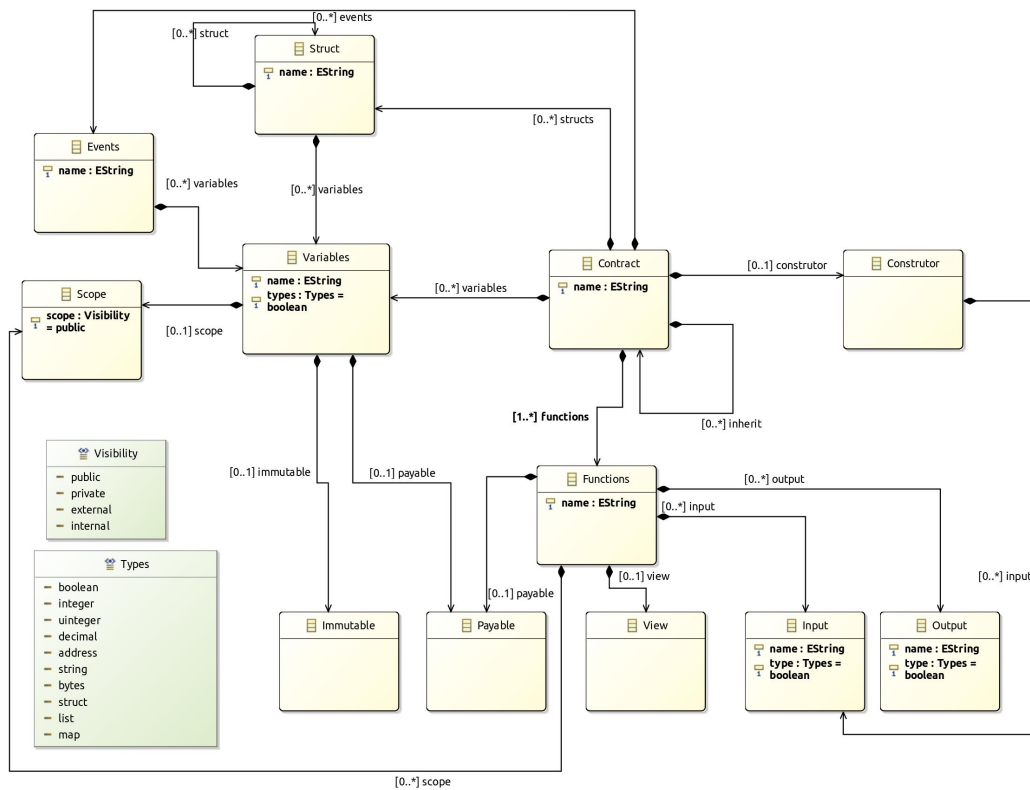 [0..*] events
[0..*] struct
Struct
name : EString
[0..*] structs
Events
name : EString
[0..*] variables
[0..*] variables
Variables
name : EString
types : Types =
boolean
Contract
name : EString
[0..1] construtor
Construtor
[0..*] variables
Scope
scope : Visibility
= public
[0..1] scope
[1..*] functions
[0..*] inherit
Visibility
public
private
external
internal
[0..1] immutable
[0..1] payable
Functions
name : EString
[0..*] output
[0..*] input
[0..1] view
[0..1] payable
[0..*] input
Types
boolean
integer
uinteger
decimal
address
string
bytes
struct
list
map
Immutable
Payable
View
Input
name : EString
type : Types =
boolean
Output
name : EString
type : Types =
boolean
[0..*] scope